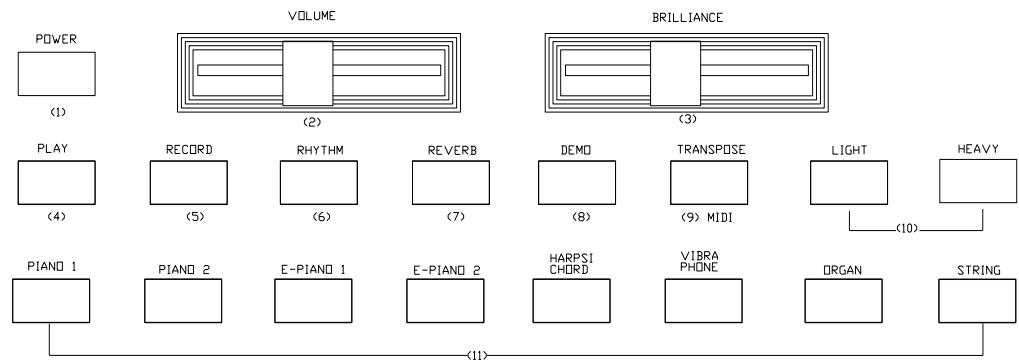 VOLUME
BRILLIANCE
POWER
(1)
(2)
(3)
PLAY
RECORD
RHYTHM
REVERB
DEMO
TRANSPOSE
LIGHT
HEAVY
(4)
(5)
(6)
(7)
(8)
(9) MIDI
(10)
PIANO 1
PIANO 2
E-PIANO 1
E-PIANO 2
HARPSI
CHORD
VIBRA
PHONE
ORGAN
STRING
(11)